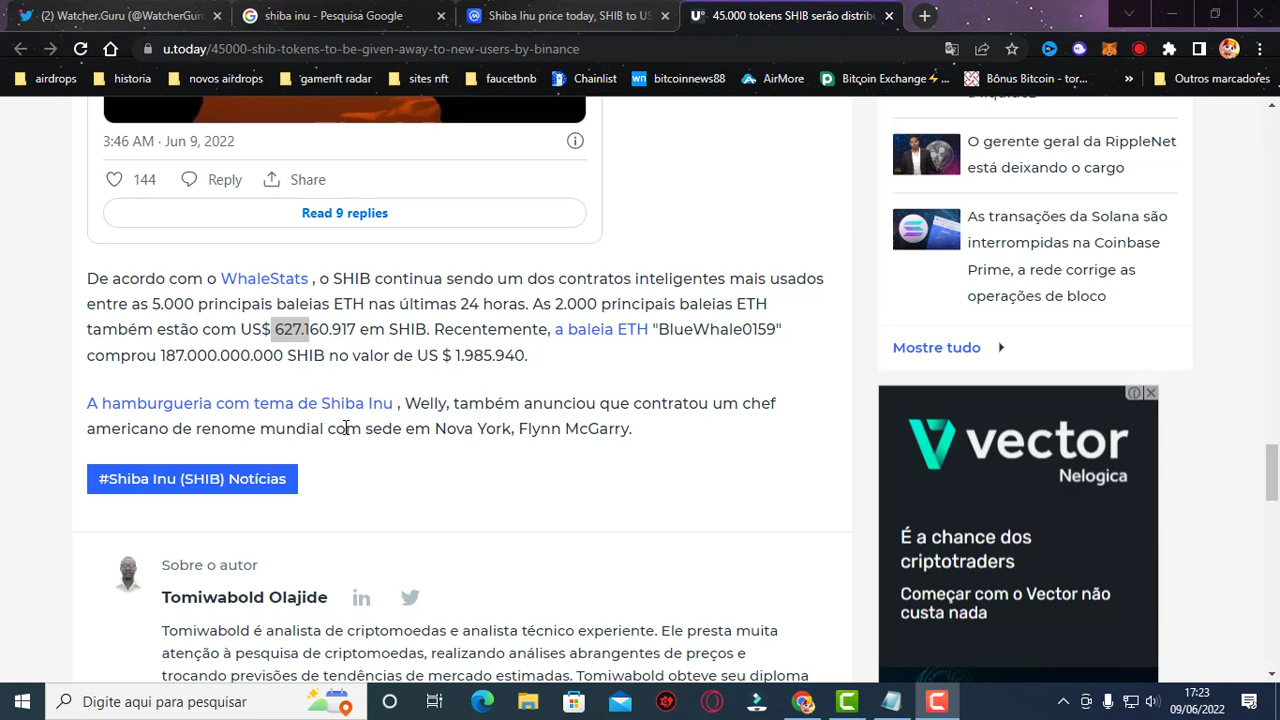 Watcher.Guru (@WatcherGuru
shiba inu - Pesquisa Google
Shiba Inu price today, SHIB to US
45.000 tokens SHIB serão distrib
u.today/45000-shib-tokens-to-be-given-away-to-new-users-by-binance
airdrops
historia
novos airdrops
'gamenft radar
sites nft
faucetbnb
Chainlist
wn bitcoinnews88
AirMore
Bitçoin Exchange⚡...
Bônus Bitcoin - tor...
»
Outros marcadores
O gerente geral da RippleNet
está deixando o cargo
As transações da Solana são
interrompidas na Coinbase
Prime, a rede corrige as
operações de bloco
Mostre tudo
3:46 AM · Jun 9, 2022
144 Reply Share
Read 9 replies
De acordo com o WhaleStats , o SHIB continua sendo um dos contratos inteligentes mais usados
entre as 5.000 principais baleias ETH nas últimas 24 horas. As 2.000 principais baleias ETH
também estão com US$ 627.160.917 em SHIB. Recentemente, a baleia ETH "BlueWhale0159"
comprou 187.000.000.000 SHIB no valor de US $ 1.985.940.
A hamburgueria com tema de Shiba Inu , Welly, também anunciou que contratou um chef
americano de renome mundial com sede em Nova York, Flynn McGarry.
#Shiba Inu (SHIB) Notícias
Sobre o autor
Tomiwabold Olajide
Tomiwabold é analista de criptomoedas e analista técnico experiente. Ele presta muita
atenção à pesquisa de criptomoedas, realizando análises abrangentes de preços e
trocando previsões de tendências de mercado estimadas. Tomiwabold obteve seu diploma
vector
Nelogica
É a chance dos
criptotraders
Começar com o Vector não
custa nada
Digite aqui para pesquisar
17:23
09/06/2022